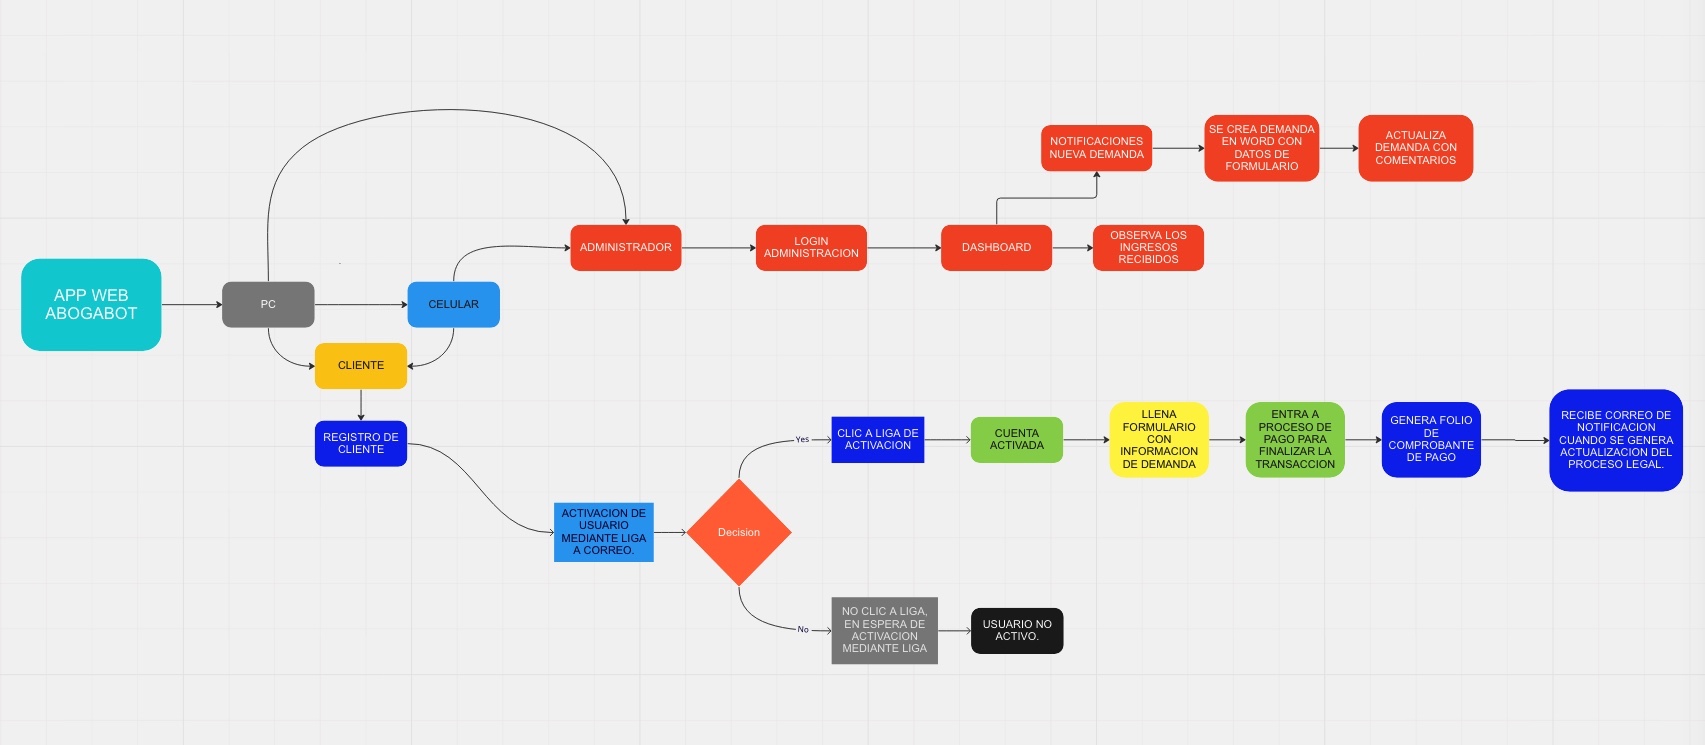 APP WEB
ABOGABOT
PC
CELULAR
CLIENTE
REGISTRO DE
CLIENTE
ADMINISTRADOR
LOGIN
ADMINISTRACION
DASHBOARD
NOTIFICACIONES
NUEVA DEMANDA
SE CREA DEMANDA
EN WORD CON
DATOS DE
FORMULARIO
ACTUALIZA
DEMANDA CON
COMENTARIOS
OBSERVA LOS
INGRESOS
RECIBIDOS
ACTIVACION DE
USUARIO
MEDIANTE LIGA
A CORREO.
Decision
Yes
CLIC A LIGA DE
ACTIVACION
CUENTA
ACTIVADA
LLENA
FORMULARIO
CON
INFORMACION
DE DEMANDA
ENTRA A
PROCESO DE
PAGO PARA
FINALIZAR LA
TRANSACCION
GENERA FOLIO
DE
COMPROBANTE
DE PAGO
RECIBE CORREO DE
NOTIFICACION
CUANDO SE GENERA
ACTUALIZACION DEL
PROCESO LEGAL.
No
NO CLIC A LIGA,
EN ESPERA DE
ACTIVACION
MEDIANTE LIGA
USUARIO NO
ACTIVO.